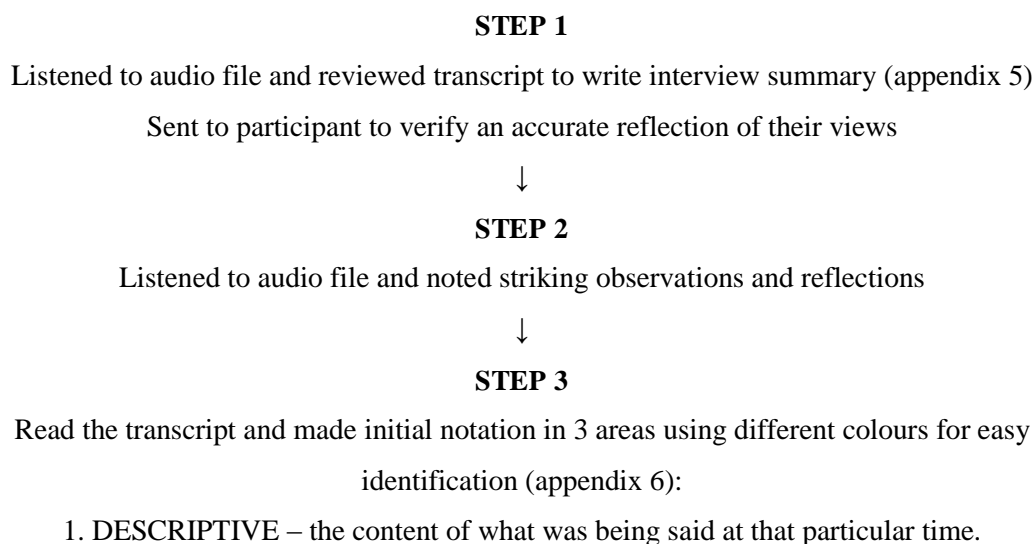 STEP 1
Listened to audio file and reviewed transcript to write interview summary (appendix 5)
Sent to participant to verify an accurate reflection of their views
↓
STEP 2
Listened to audio file and noted striking observations and reflections
↓
STEP 3
Read the transcript and made initial notation in 3 areas using different colours for easy
identification (appendix 6):
1. DESCRIPTIVE – the content of what was being said at that particular time.